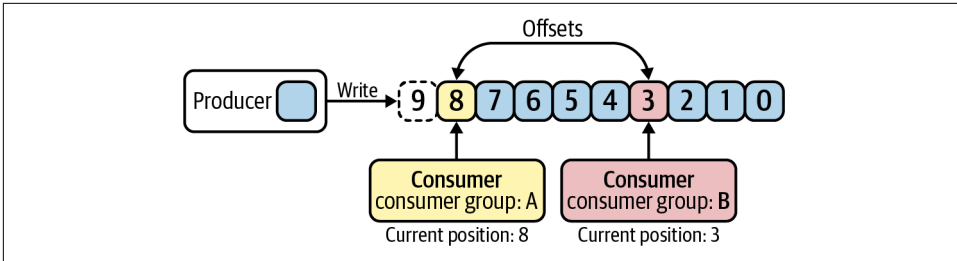 Offsets
Producer
Write
9 8 7 6 5 4 3 2 1 0
Consumer
consumer group: A
Current position: 8
Consumer
consumer group: B
Current position: 3